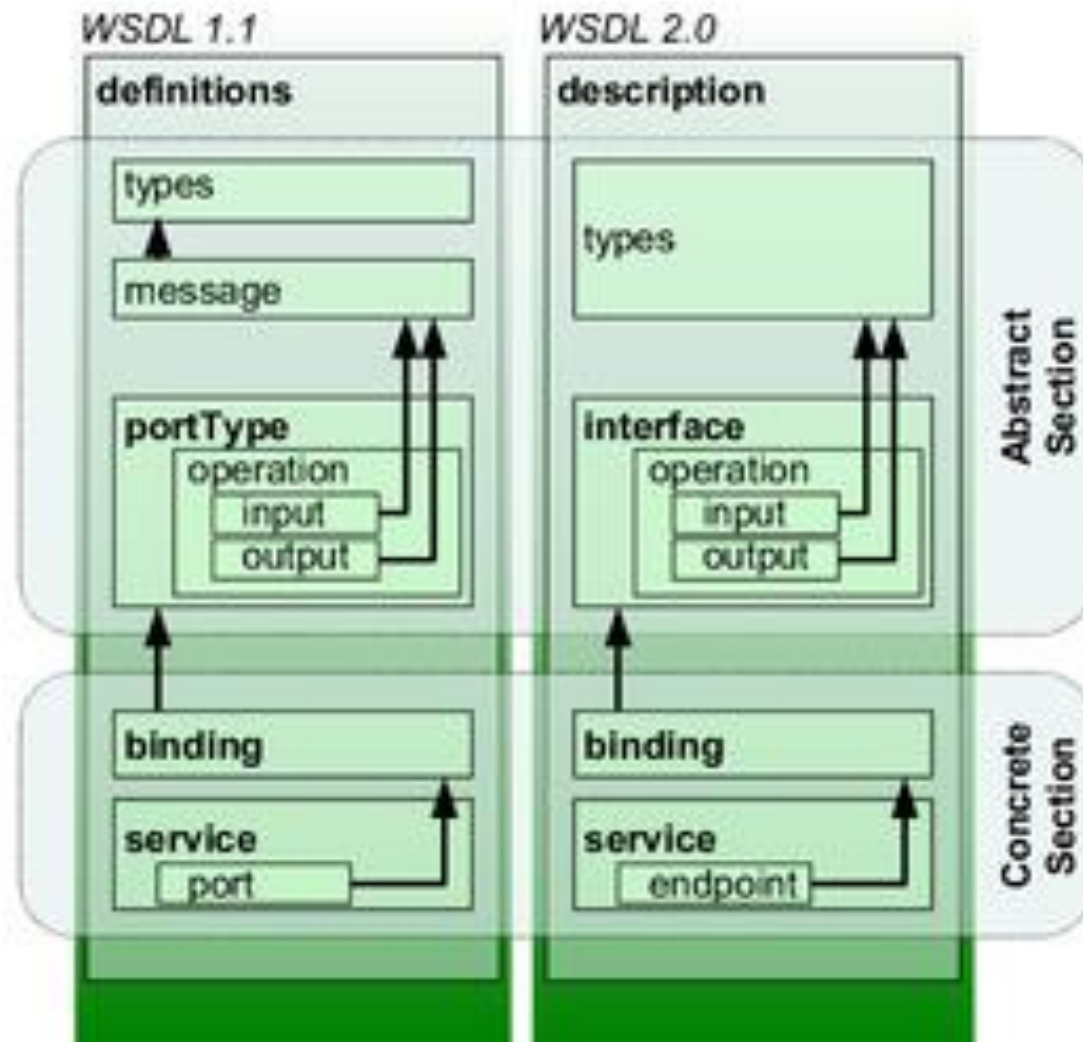 WSDL 1.1
definitions
types
message
portType
operation
input
output
binding
service
port
WSDL 2.0
description
types
interface
operation
input
output
binding
service
endpoint
Abstract
Section
Concrete
Section